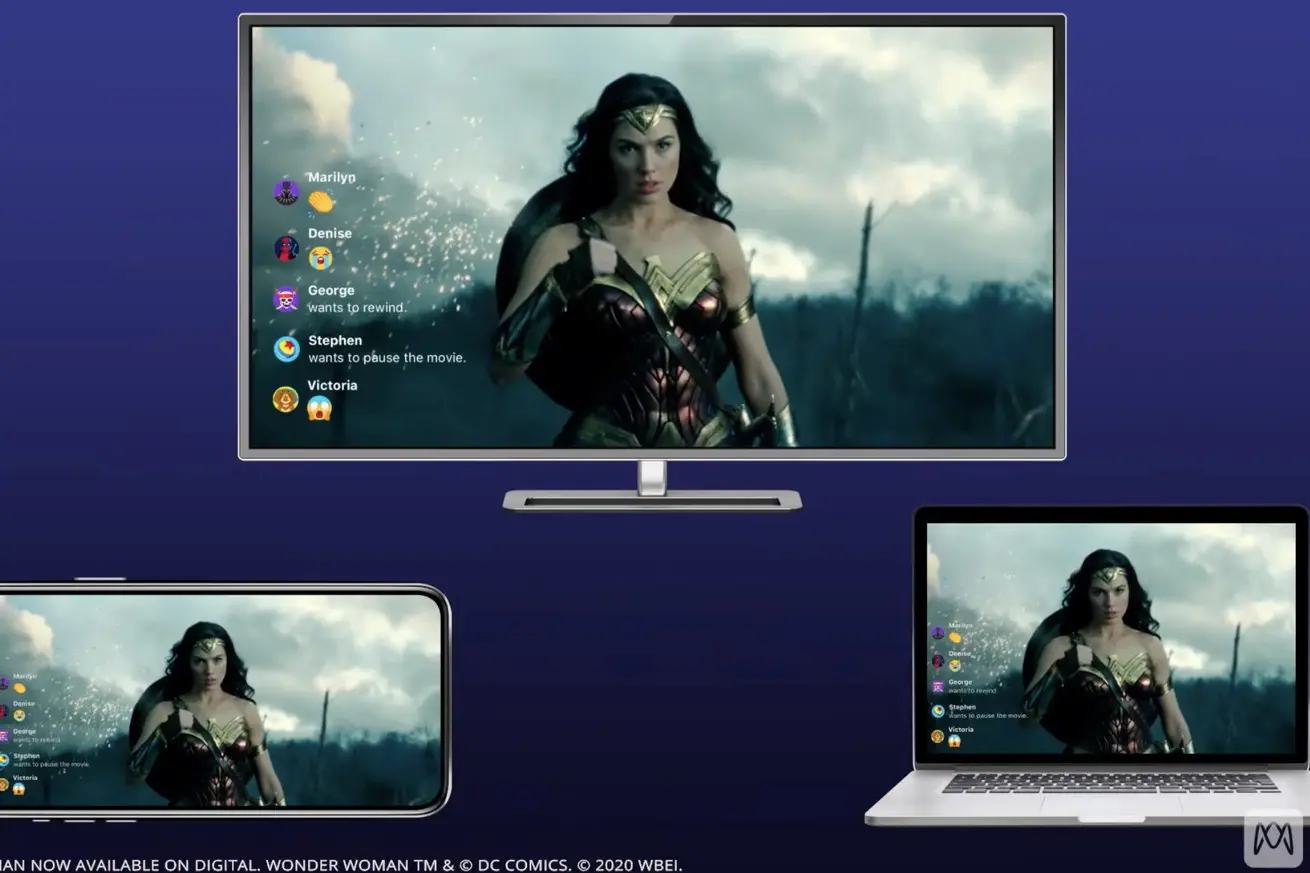 Marilyn
Denise
George
wants to rewind.
Stephen
wants to pause the movie.
Victoria
Marilyn
Denise
George
wants to rewind
Stephen
wants to pause the movie.
Victoria
Marilyn
Denise
George
wants to rewind
Stephen
wants to pause the movie.
Victoria
MAN NOW AVAILABLE ON DIGITAL. WONDER WOMAN TM & © DC COMICS. © 2020 WBEI.